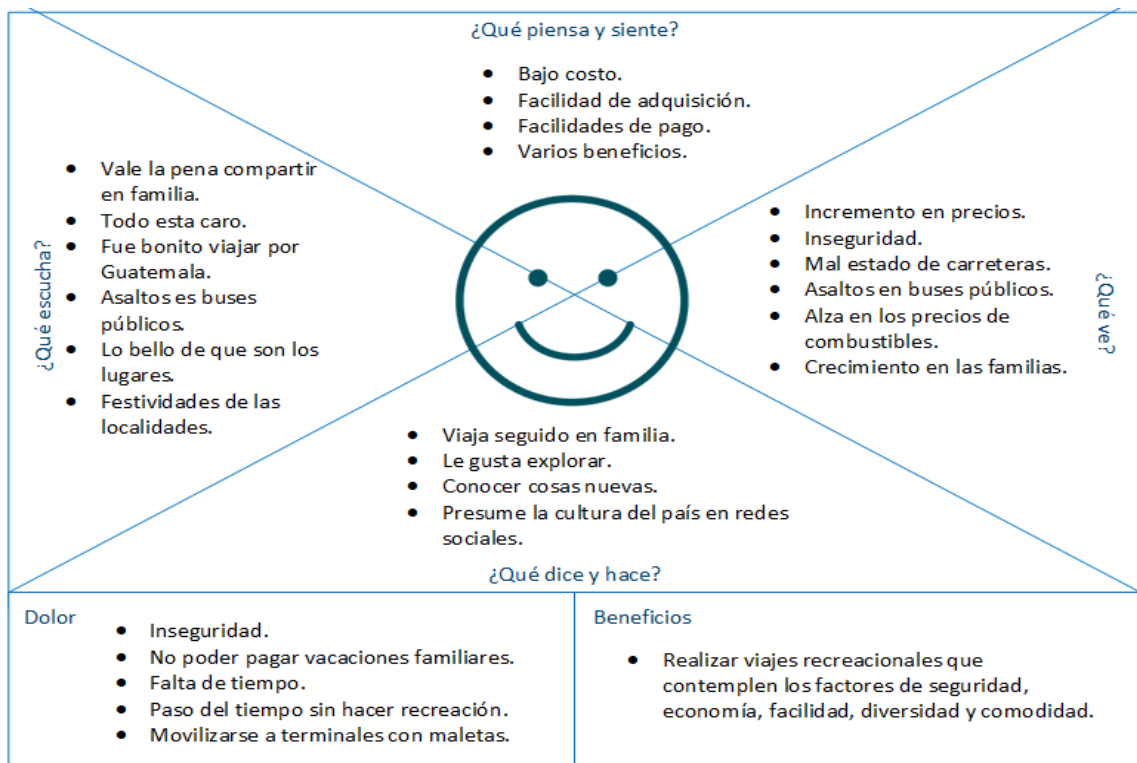 ¿Qué piensa y siente?
• Bajo costo.
• Facilidad de adquisición.
• Facilidades de pago.
• Varios beneficios.
¿Qué escucha?
• Vale la pena compartir
en familia.
• Todo esta caro.
• Fue bonito viajar por
Guatemala.
• Asaltos es buses
públicos.
• Lo bello de que son los
lugares.
• Festividades de las
localidades.
• Incremento en precios.
• Inseguridad.
• Mal estado de carreteras.
• Asaltos en buses públicos.
• Alza en los precios de
combustibles.
• Crecimiento en las familias.
¿Qué ve?
• Viaja seguido en familia.
• Le gusta explorar.
• Conocer cosas nuevas.
• Presume la cultura del país en redes
sociales.
¿Qué dice y hace?
Dolor
• Inseguridad.
• No poder pagar vacaciones familiares.
• Falta de tiempo.
• Paso del tiempo sin hacer recreación.
• Movilizarse a terminales con maletas.
Beneficios
• Realizar viajes recreacionales que
contemplen los factores de seguridad,
economía, facilidad, diversidad y comodidad.